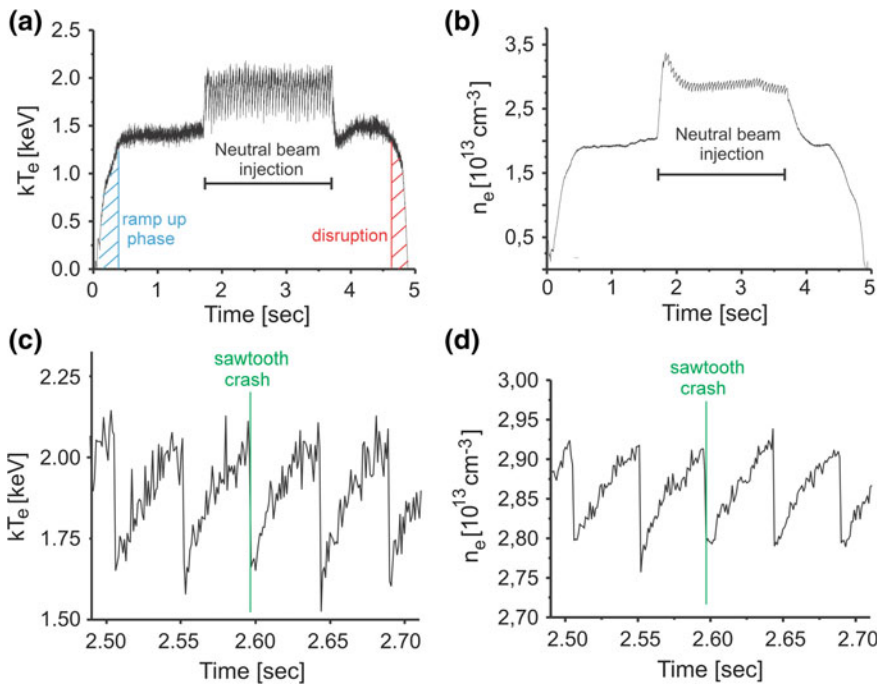 (a)
kTe [keV]
2.5
2.0
1.5
1.0
0.5
0.0
Neutral beam
injection
ramp up
phase
disruption
0 1 2 3 4 5
Time [sec]
(b)
ne [10¹³ cm⁻³]
3,5
2,5
1,5
0,5
Neutral beam
injection
0 1 2 3 4 5
Time [sec]
(c)
sawtooth
crash
kTe [keV]
2.25
2.00
1.75
1.50
2.50 2.55 2.60 2.65 2.70
Time [sec]
(d)
sawtooth
crash
ne [10¹³ cm⁻³]
3,00
2,95
2,90
2,85
2,80
2,75
2,70
2.50 2.55 2.60 2.65 2.70
Time [sec]